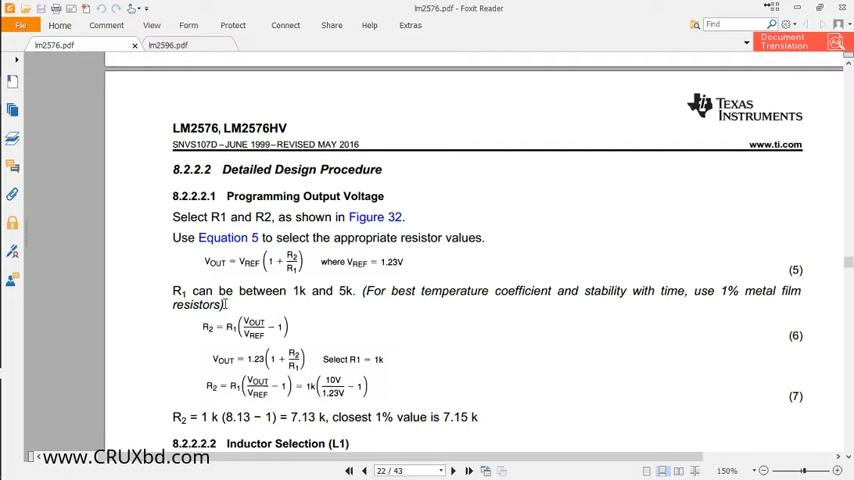 lm2576.pdf - Foxit Reader
File Home Comment View Form Protect Connect Share Help Extras
Find
lm2576.pdf
lm2596.pdf
Document Translation
TEXAS INSTRUMENTS
LM2576, LM2576HV
SNVS107D–JUNE 1999–REVISED MAY 2016
www.ti.com
8.2.2.2 Detailed Design Procedure
8.2.2.2.1 Programming Output Voltage
Select R1 and R2, as shown in Figure 32.
Use Equation 5 to select the appropriate resistor values.
VOUT = VREF (1 + R2/R1) where VREF = 1.23V
(5)
R1 can be between 1k and 5k. (For best temperature coefficient and stability with time, use 1% metal film
resistors)
R2 = R1 (VOUT/VREF − 1)
(6)
VOUT = 1.23 (1 + R2/R1) Select R1 = 1k
R2 = R1 (VOUT/VREF − 1) = 1k (10V/1.23V − 1)
(7)
R2 = 1 k (8.13 − 1) = 7.13 k, closest 1% value is 7.15 k
8.2.2.2.2 Inductor Selection (L1)
www.CRUXbd.com
22 / 43
150%